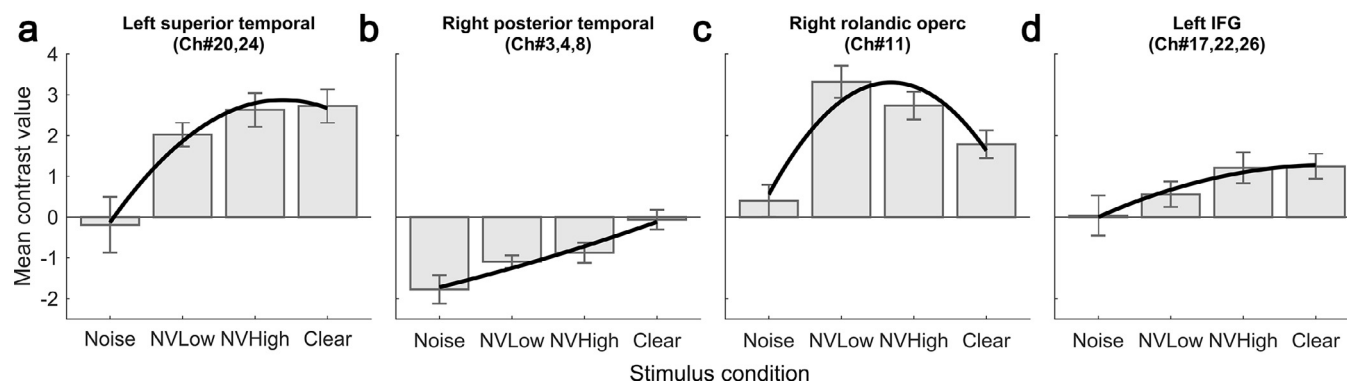 a
Left superior temporal
(Ch#20,24)
b
Right posterior temporal
(Ch#3,4,8)
c
Right rolandic operc
(Ch#11)
d
Left IFG
(Ch#17,22,26)
Mean contrast value
4
3
2
1
0
-1
-2
Noise NVLow NVHigh Clear
Noise NVLow NVHigh Clear
Noise NVLow NVHigh Clear
Noise NVLow NVHigh Clear
Stimulus condition